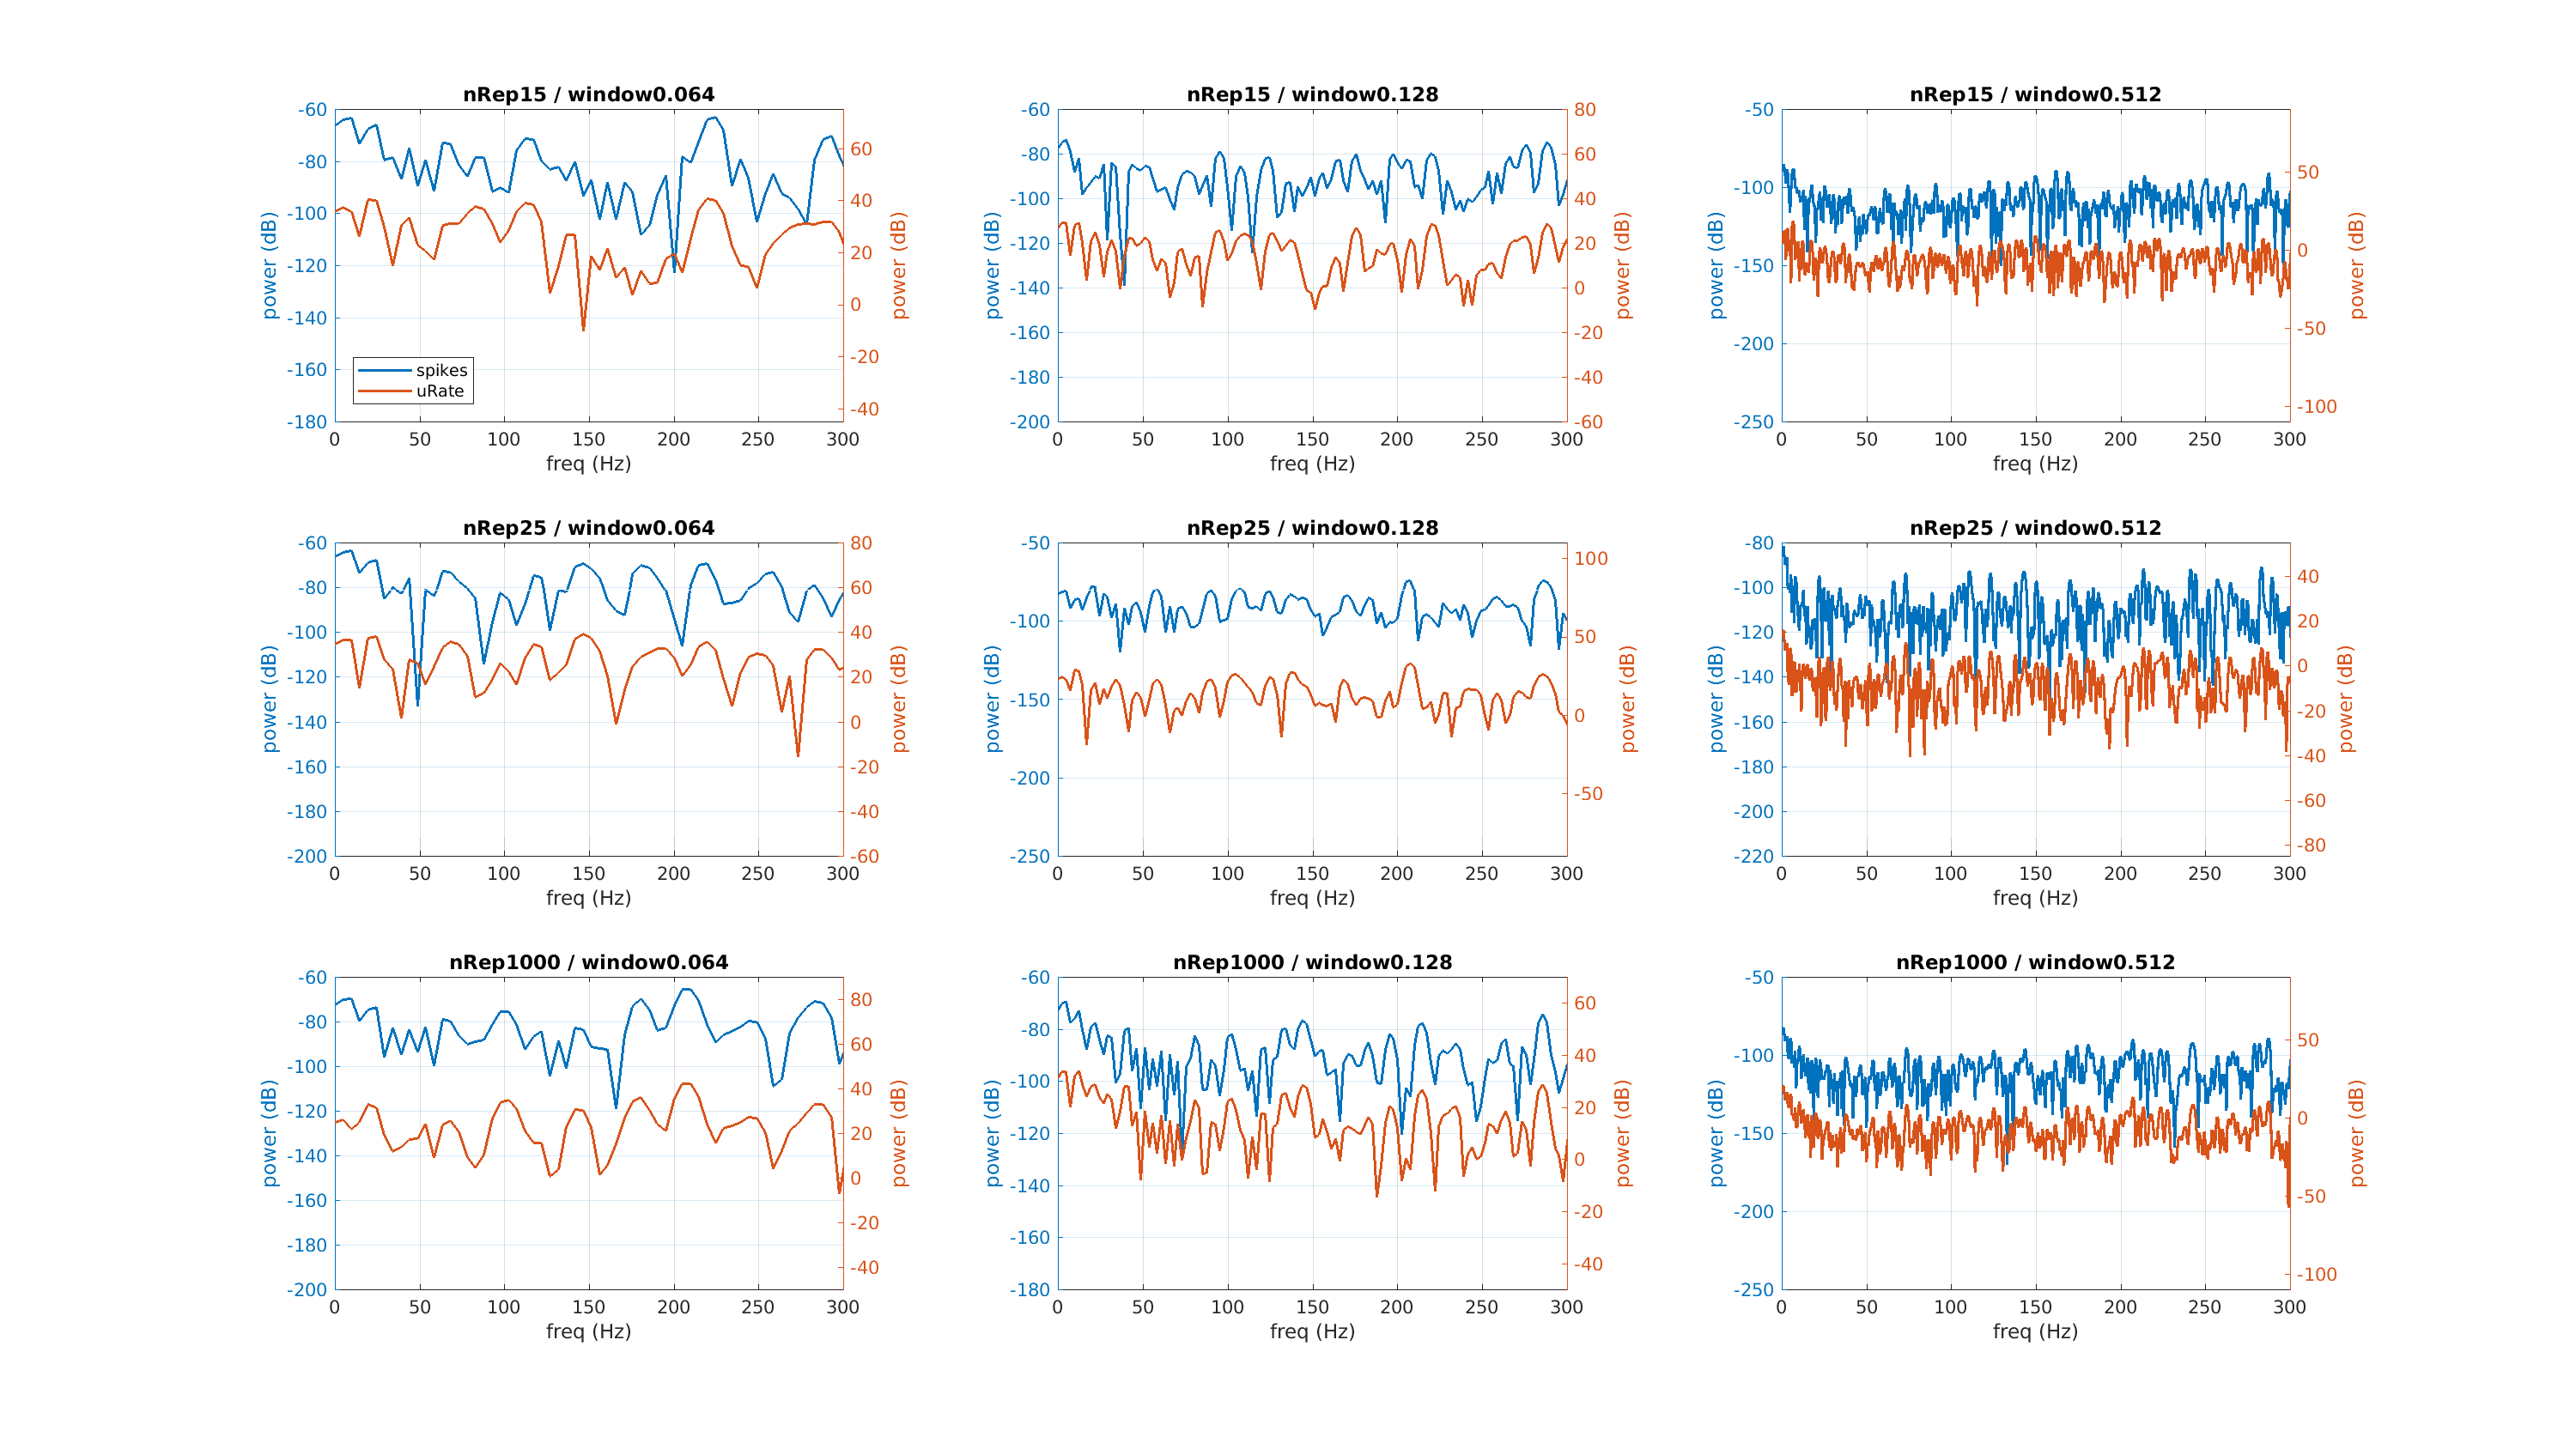 nRep15 / window0.064
-60
-80
-100
-120
-140
-160
-180
60
40
20
0
-20
-40
power (dB)
power (dB)
spikes
uRate
0 50 100 150 200 250 300
freq (Hz)
nRep15 / window0.128
-60
-80
-100
-120
-140
-160
-180
-200
80
60
40
20
0
-20
-40
-60
power (dB)
power (dB)
0 50 100 150 200 250 300
freq (Hz)
nRep15 / window0.512
-50
-100
-150
-200
-250
50
0
-50
-100
power (dB)
power (dB)
0 50 100 150 200 250 300
freq (Hz)
nRep25 / window0.064
-60
-80
-100
-120
-140
-160
-180
-200
80
60
40
20
0
-20
-40
-60
power (dB)
power (dB)
0 50 100 150 200 250 300
freq (Hz)
nRep25 / window0.128
-50
-100
-150
-200
-250
100
50
0
-50
power (dB)
power (dB)
0 50 100 150 200 250 300
freq (Hz)
nRep25 / window0.512
-80
-100
-120
-140
-160
-180
-200
-220
40
20
0
-20
-40
-60
-80
power (dB)
power (dB)
0 50 100 150 200 250 300
freq (Hz)
nRep1000 / window0.064
-60
-80
-100
-120
-140
-160
-180
-200
80
60
40
20
0
-20
-40
power (dB)
power (dB)
0 50 100 150 200 250 300
freq (Hz)
nRep1000 / window0.128
-60
-80
-100
-120
-140
-160
-180
60
40
20
0
-20
-40
power (dB)
power (dB)
0 50 100 150 200 250 300
freq (Hz)
nRep1000 / window0.512
-50
-100
-150
-200
-250
50
0
-50
-100
power (dB)
power (dB)
0 50 100 150 200 250 300
freq (Hz)